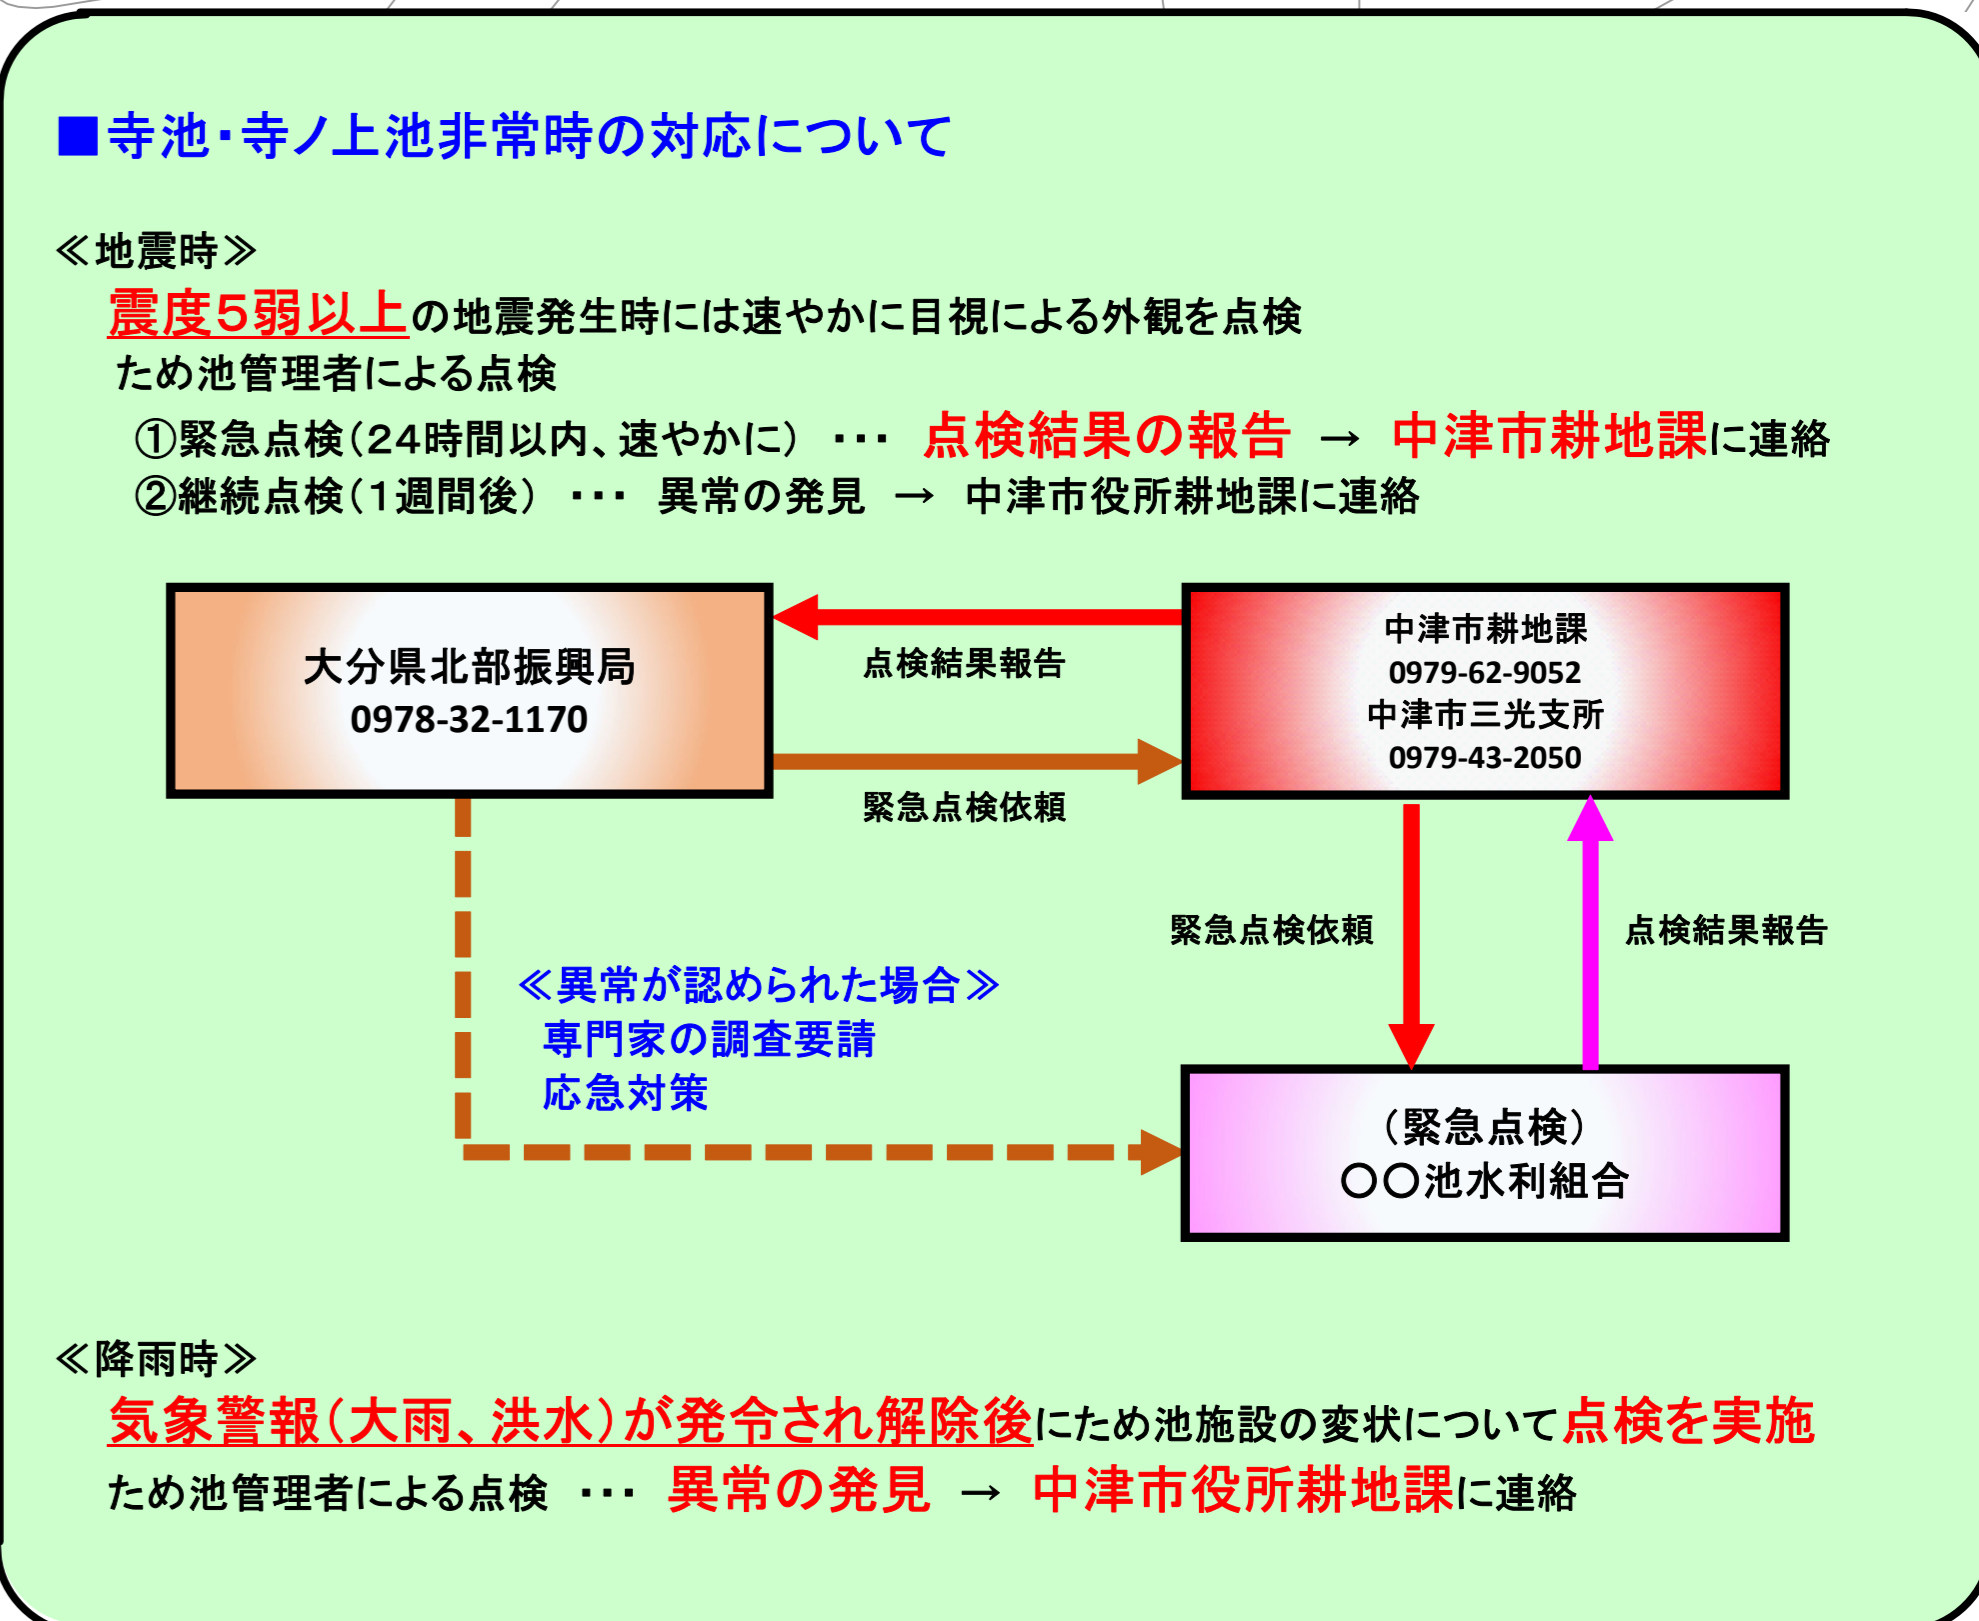 ■寺池・寺ノ上池非常時の対応について
≪地震時≫
震度５弱以上の地震発生時には速やかに目視による外観を点検
ため池管理者による点検
①緊急点検（２４時間以内、速やかに） ･･･ 点検結果の報告 → 中津市耕地課に連絡
②継続点検（１週間後） ･･･ 異常の発見 → 中津市役所耕地課に連絡
大分県北部振興局
0978-32-1170
点検結果報告
緊急点検依頼
中津市耕地課
0979-62-9052
中津市三光支所
0979-43-2050
緊急点検依頼
点検結果報告
≪異常が認められた場合≫
専門家の調査要請
応急対策
（緊急点検）
〇〇池水利組合
≪降雨時≫
気象警報（大雨、洪水）が発令され解除後にため池施設の変状について点検を実施
ため池管理者による点検 ･･･ 異常の発見 → 中津市役所耕地課に連絡